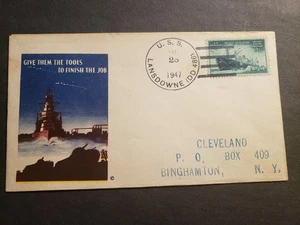 GIVE THEM THE TOOLS
TO FINISH THE JOB
U. S. S.
25
1947
LANSDOWNE (DD 486)
CLEVELAND
P. O. BOX 409
BINGHAMTON, N. Y.